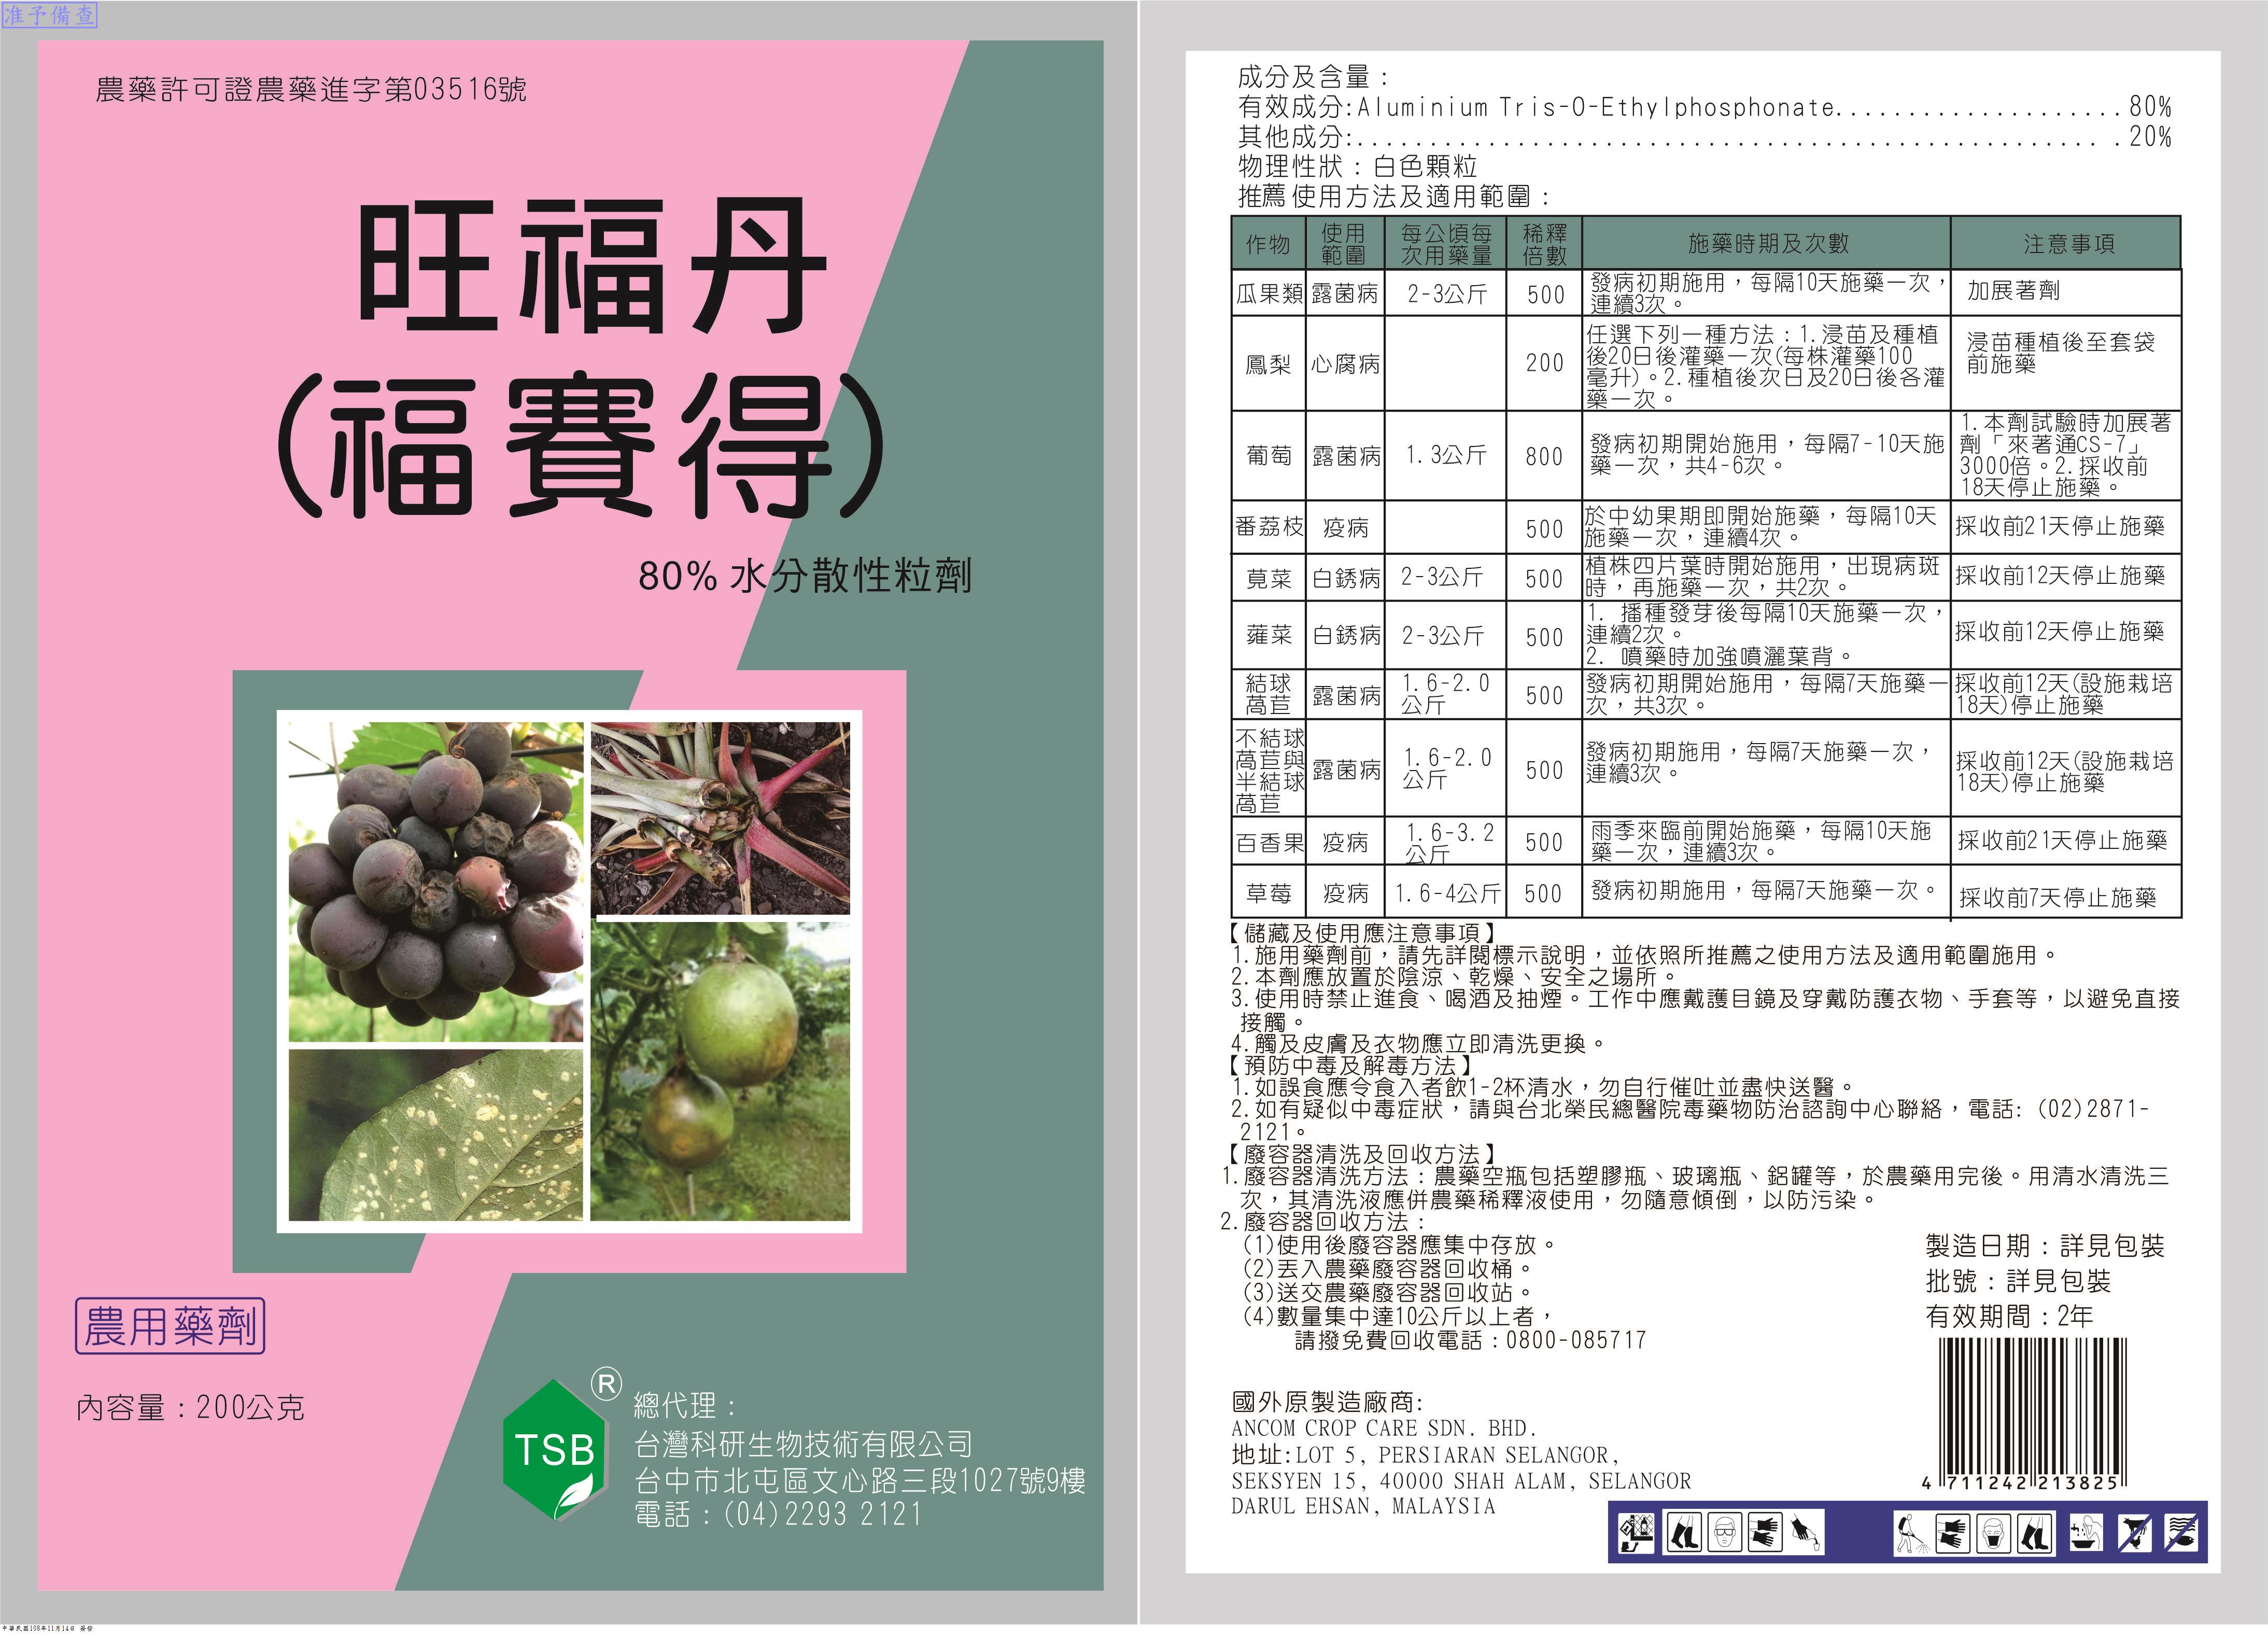 准予備查
農藥許可證農藥進字第03516號
旺福丹
(福賽得)
80% 水分散性粒劑
農用藥劑
內容量：200公克
TSB
®
總代理：
台灣科研生物技術有限公司
台中市北屯區文心路三段1027號9樓
電話：(04)2293 2121
成分及含量：
有效成分:Aluminium Tris-O-Ethylphosphonate....................80%
其他成分:....................................................20%
物理性狀：白色顆粒
推薦使用方法及適用範圍：
作物 使用範圍 每公頃每次用藥量 稀釋倍數 施藥時期及次數 注意事項
瓜果類 露菌病 2-3公斤 500 發病初期施用，每隔10天施藥一次，連續3次。 加展著劑
鳳梨 心腐病 200 任選下列一種方法：1.浸苗及種植後20日後灌藥一次(每株灌藥100毫升)。2.種植後次日及20日後各灌藥一次。 浸苗種植後至套袋前施藥
葡萄 露菌病 1.3公斤 800 發病初期開始施用，每隔7-10天施藥一次，共4-6次。 1.本劑試驗時加展著劑「來著通CS-7」3000倍。2.採收前18天停止施藥。
番荔枝 疫病 500 於中幼果期即開始施藥，每隔10天施藥一次，連續4次。 採收前21天停止施藥
莧菜 白銹病 2-3公斤 500 植株四片葉時開始施用，出現病斑時，再施藥一次，共2次。 採收前12天停止施藥
蕹菜 白銹病 2-3公斤 500 1. 播種發芽後每隔10天施藥一次，連續2次。 2. 噴藥時加強噴灑葉背。 採收前12天停止施藥
結球萵苣 露菌病 1.6-2.0公斤 500 發病初期開始施用，每隔7天施藥一次，共3次。 採收前12天(設施栽培18天)停止施藥
不結球萵苣與半結球萵苣 露菌病 1.6-2.0公斤 500 發病初期施用，每隔7天施藥一次，連續3次。 採收前12天(設施栽培18天)停止施藥
百香果 疫病 1.6-3.2公斤 500 雨季來臨前開始施藥，每隔10天施藥一次，連續3次。 採收前21天停止施藥
草莓 疫病 1.6-4公斤 500 發病初期施用，每隔7天施藥一次。 採收前7天停止施藥
【儲藏及使用應注意事項】
1.施用藥劑前，請先詳閱標示說明，並依照所推薦之使用方法及適用範圍施用。
2.本劑應放置於陰涼、乾燥、安全之場所。
3.使用時禁止進食、喝酒及抽煙。工作中應戴護目鏡及穿戴防護衣物、手套等，以避免直接
接觸。
4.觸及皮膚及衣物應立即清洗更換。
【預防中毒及解毒方法】
1.如誤食應令食入者飲1-2杯清水，勿自行催吐並盡快送醫。
2.如有疑似中毒症狀，請與台北榮民總醫院毒藥物防治諮詢中心聯絡，電話: (02)2871-
2121。
【廢容器清洗及回收方法】
1.廢容器清洗方法：農藥空瓶包括塑膠瓶、玻璃瓶、鋁罐等，於農藥用完後。用清水清洗三
次，其清洗液應併農藥稀釋液使用，勿隨意傾倒，以防污染。
2.廢容器回收方法：
(1)使用後廢容器應集中存放。
(2)丟入農藥廢容器回收桶。
(3)送交農藥廢容器回收站。
(4)數量集中達10公斤以上者，
請撥免費回收電話：0800-085717
製造日期：詳見包裝
批號：詳見包裝
有效期間：2年
4 711242 213825
國外原製造廠商:
ANCOM CROP CARE SDN. BHD.
地址:LOT 5, PERSIARAN SELANGOR,
SEKSYEN 15, 40000 SHAH ALAM, SELANGOR
DARUL EHSAN, MALAYSIA
中華民國108年11月14日 簽發